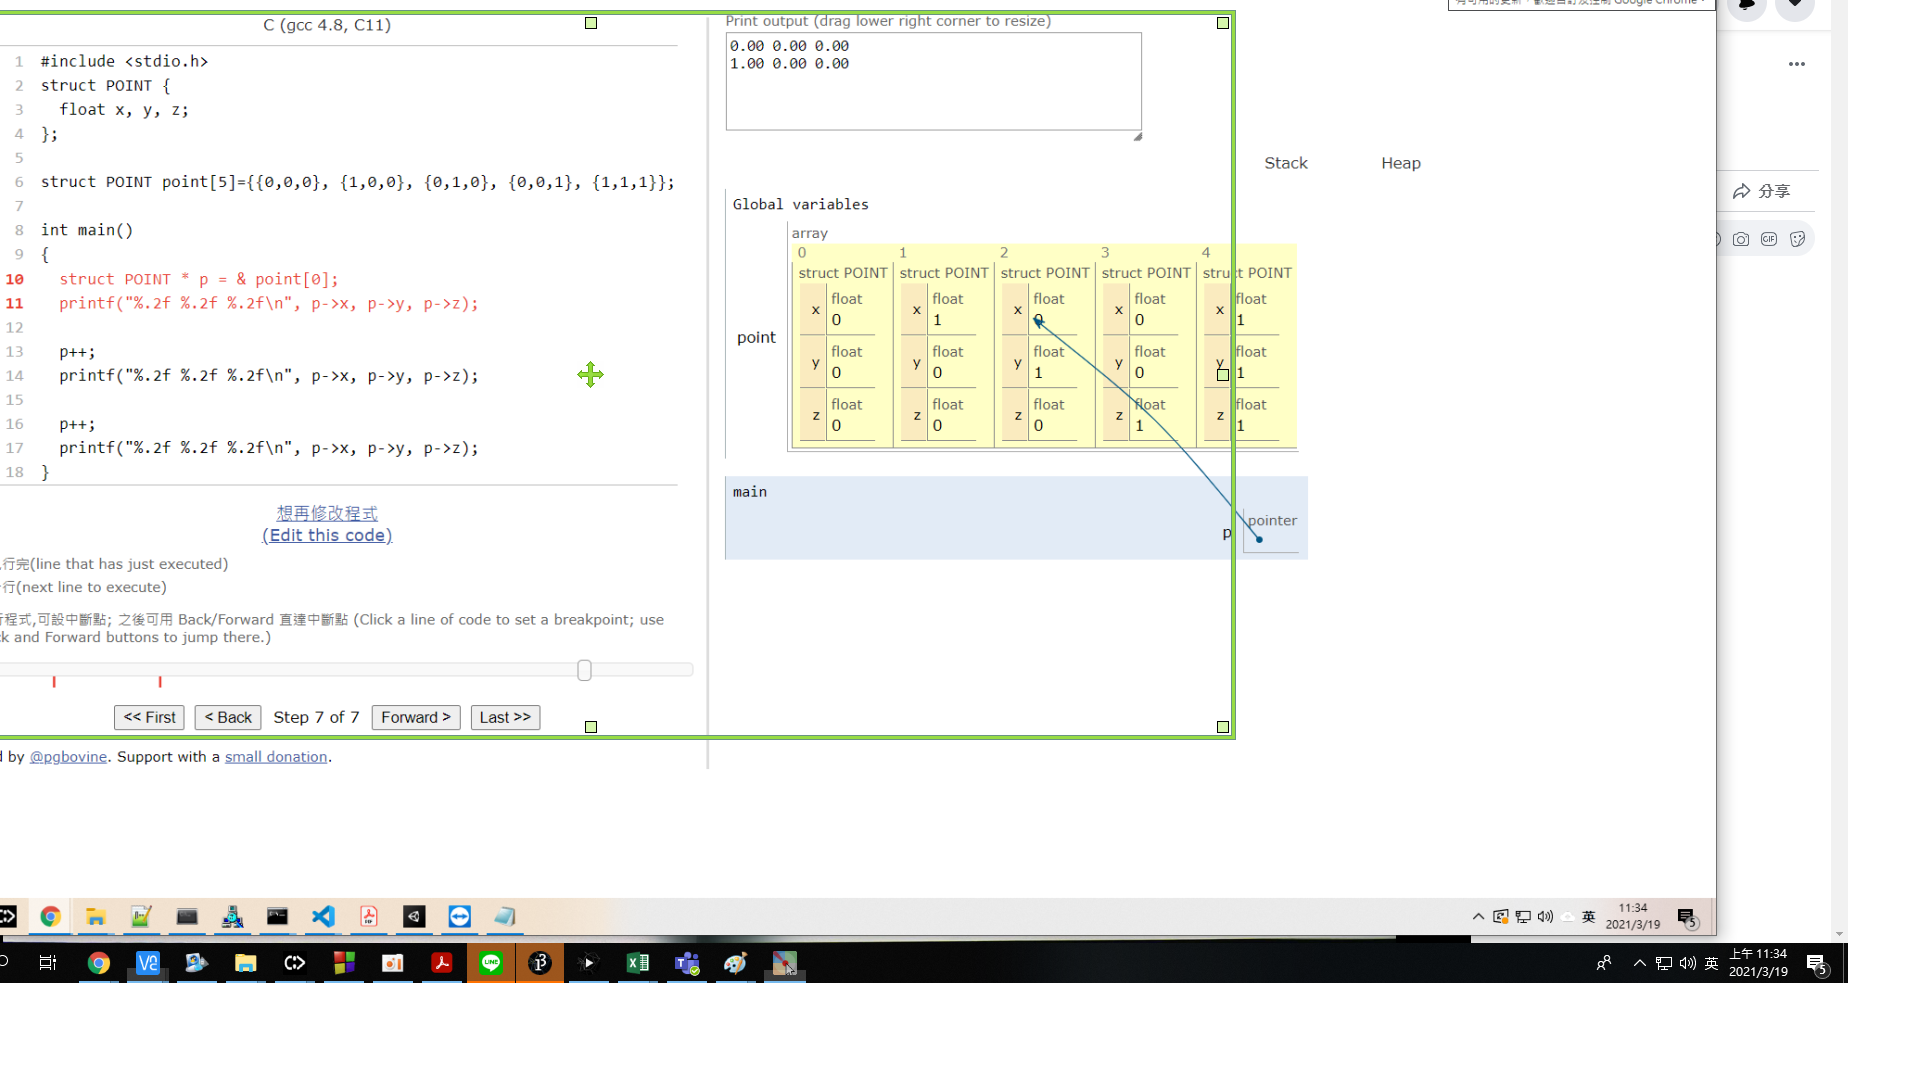 C (gcc 4.8, C11)
1 #include <stdio.h>
2 struct POINT {
3 float x, y, z;
4 };
5
6 struct POINT point[5]={{0,0,0}, {1,0,0}, {0,1,0}, {0,0,1}, {1,1,1}};
7
8 int main()
9 {
10 struct POINT * p = & point[0];
11 printf("%.2f %.2f %.2f\n", p->x, p->y, p->z);
12
13 p++;
14 printf("%.2f %.2f %.2f\n", p->x, p->y, p->z);
15
16 p++;
17 printf("%.2f %.2f %.2f\n", p->x, p->y, p->z);
18 }
想再修改程式
(Edit this code)
行完(line that has just executed)
行(next line to execute)
行程式,可設中斷點; 之後可用 Back/Forward 直達中斷點 (Click a line of code to set a breakpoint; use
ck and Forward buttons to jump there.)
<< First < Back Step 7 of 7 Forward > Last >>
d by @pgbovine. Support with a small donation.
Print output (drag lower right corner to resize)
0.00 0.00 0.00
1.00 0.00 0.00
Stack Heap
Global variables
array
0 1 2 3 4
struct POINT struct POINT struct POINT struct POINT struct POINT
float float float float float
x 0 x 1 x 0 x 0 x 1
point
float float float float float
y 0 y 0 y 1 y 0 y 1
float float float float float
z 0 z 0 z 0 z 1 z 1
main
pointer
p
分享
GIF
英
11:34
2021/3/19
5
LINE
英
上午 11:34
2021/3/19
5